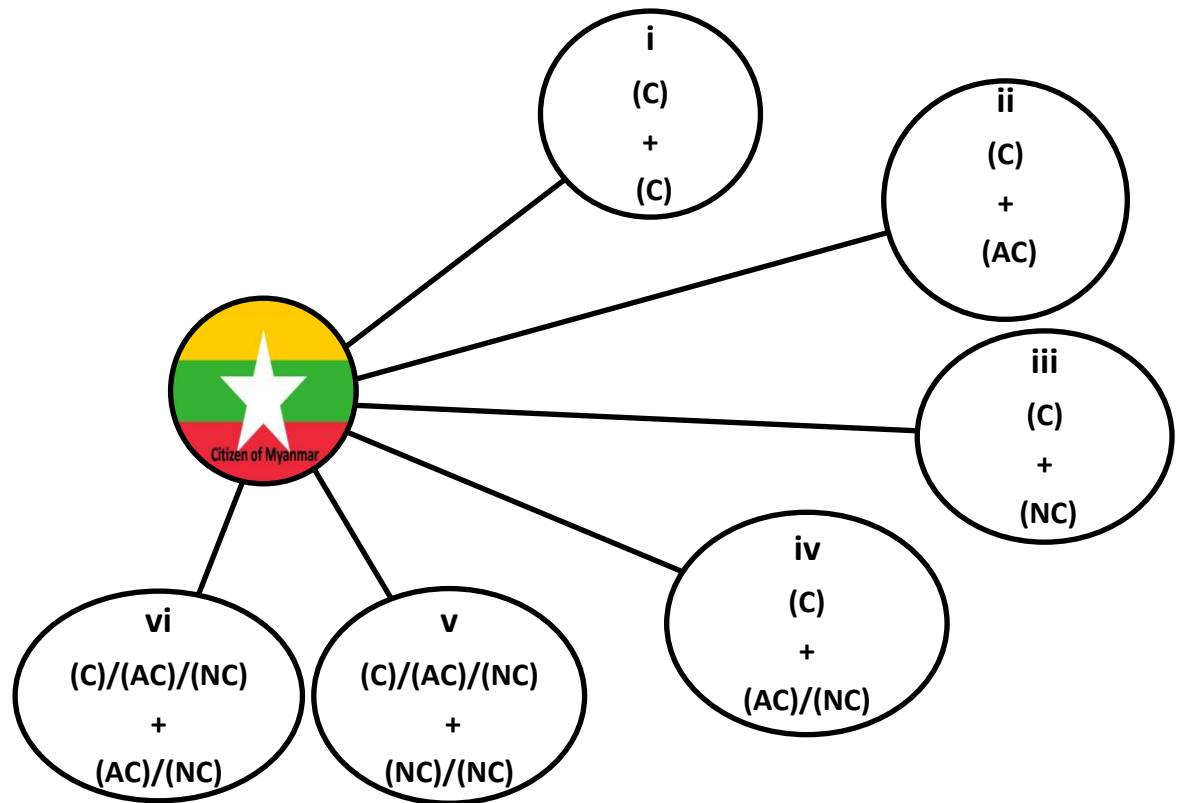 i
(C)
+
(C)
ii
(C)
+
(AC)
iii
(C)
+
(NC)
Citizen of Myanmar
iv
(C)
+
(AC)/(NC)
vi
(C)/(AC)/(NC)
+
(AC)/(NC)
v
(C)/(AC)/(NC)
+
(NC)/(NC)